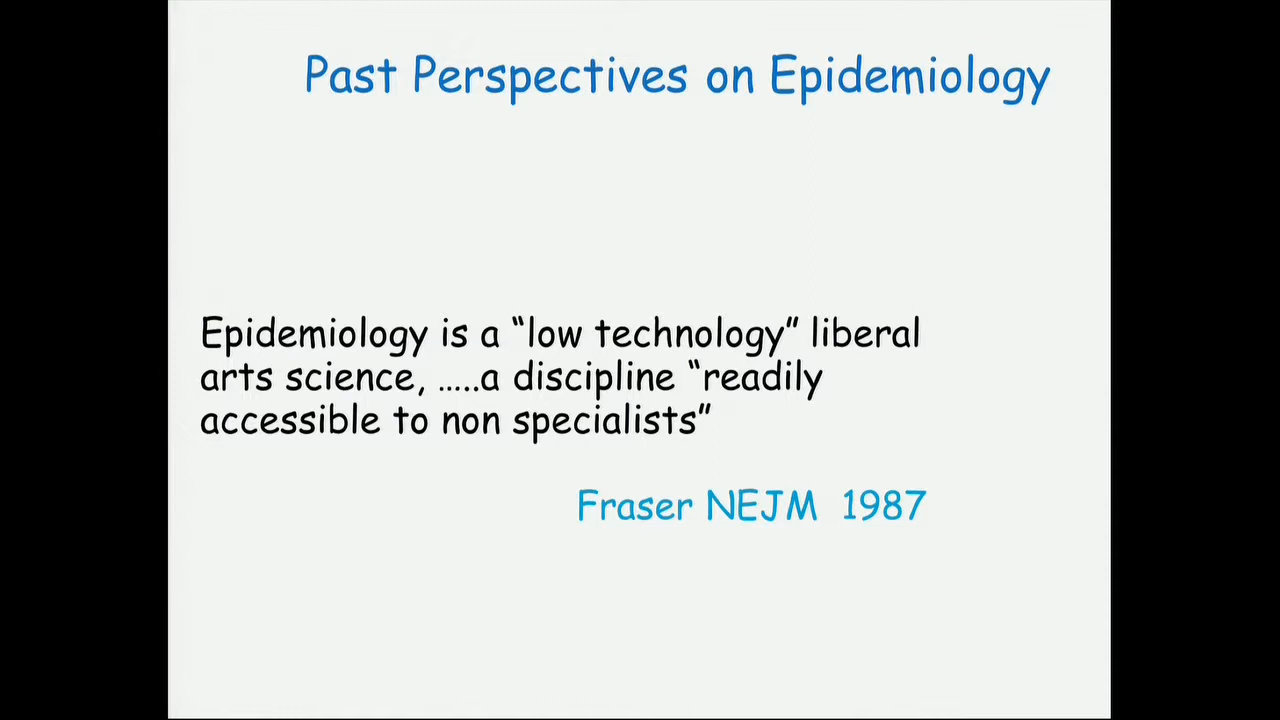 Past Perspectives on Epidemiology
Epidemiology is a “low technology” liberal
arts science, …..a discipline “readily
accessible to non specialists”
Fraser NEJM  1987